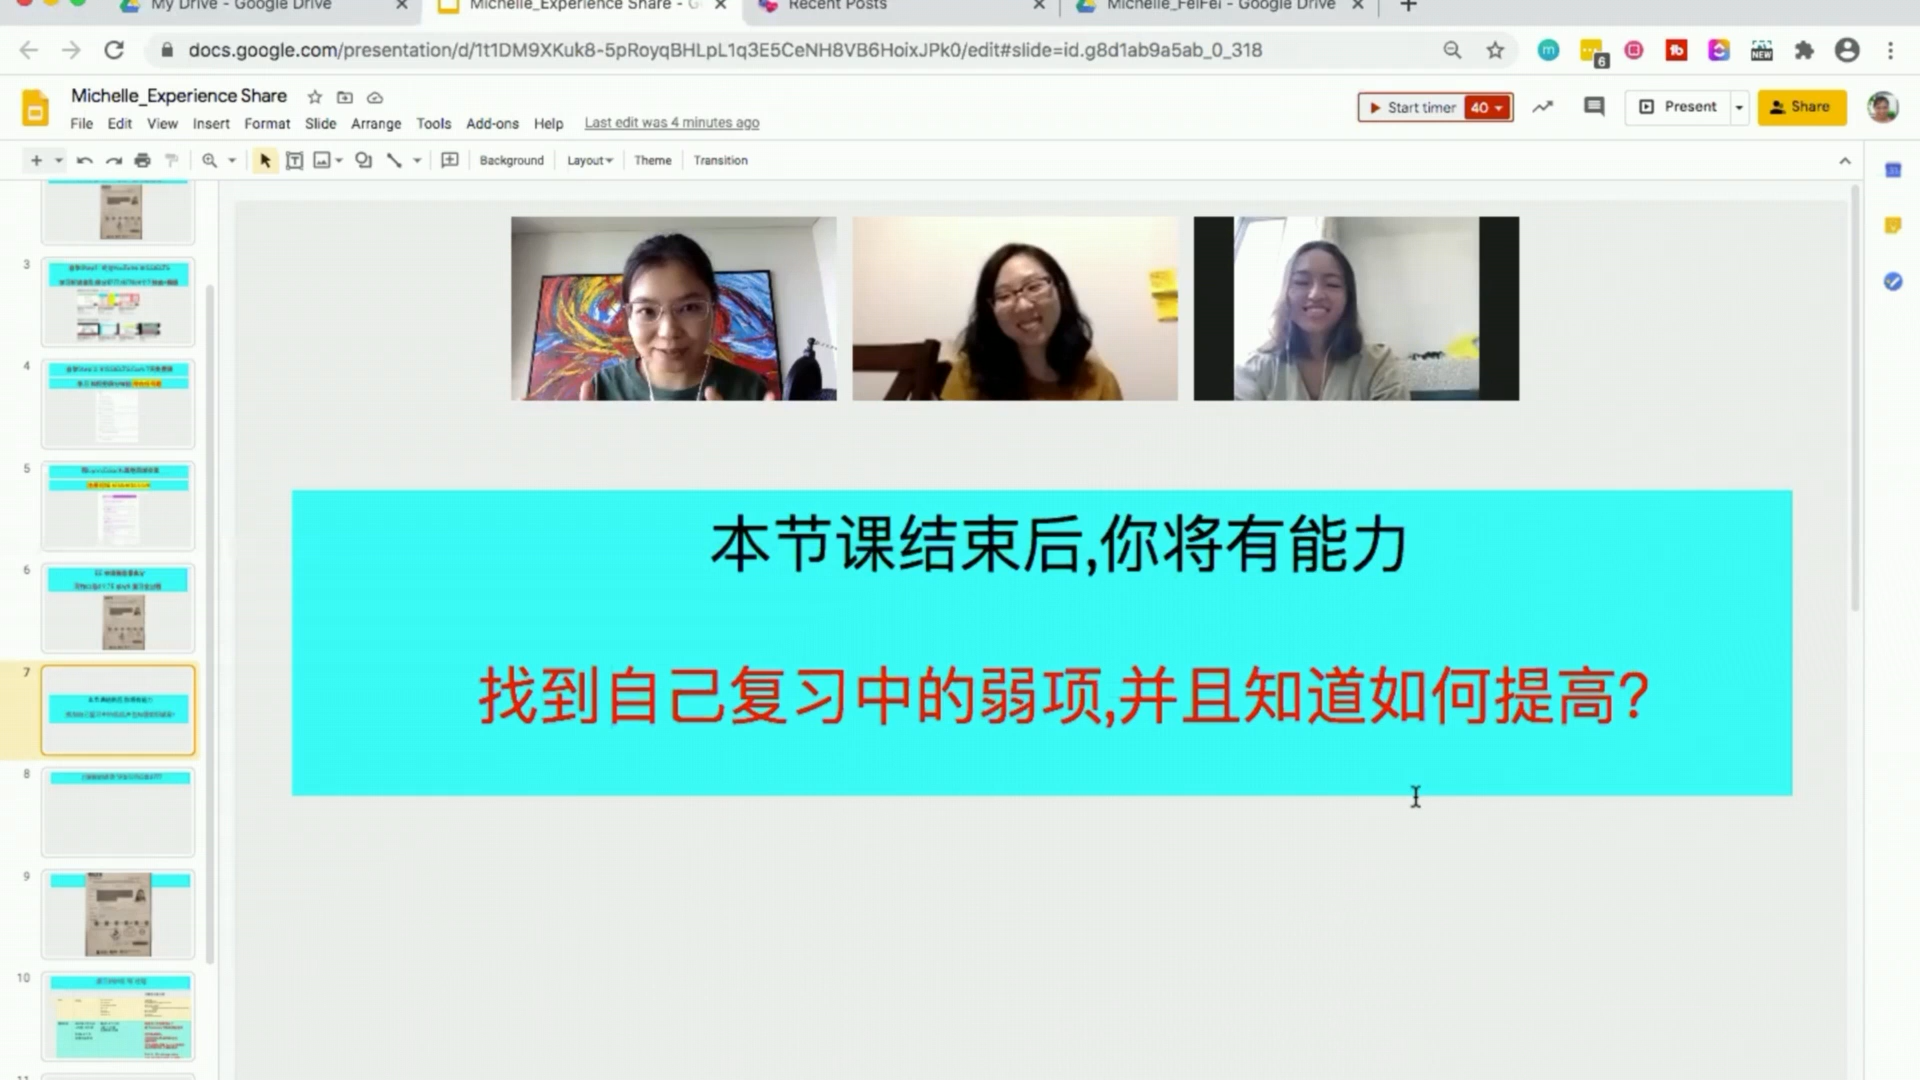 My Drive - Google Drive
Michelle_Experience Share - G
Recent Posts
Michelle_FeiFei - Google Drive
docs.google.com/presentation/d/1t1DM9XKuk8-5pRoyqBHLpL1q3E5CeNH8VB6HoixJPk0/edit#slide=id.g8d1ab9a5ab_0_318
6
NEW
Michelle_Experience Share
File Edit View Insert Format Slide Arrange Tools Add-ons Help Last edit was 4 minutes ago
Start timer 40
Present
Share
Background Layout Theme Transition
3
4
5
6
7
8
9
10
11
本节课结束后,你将有能力
找到自己复习中的弱项,并且知道如何提高?